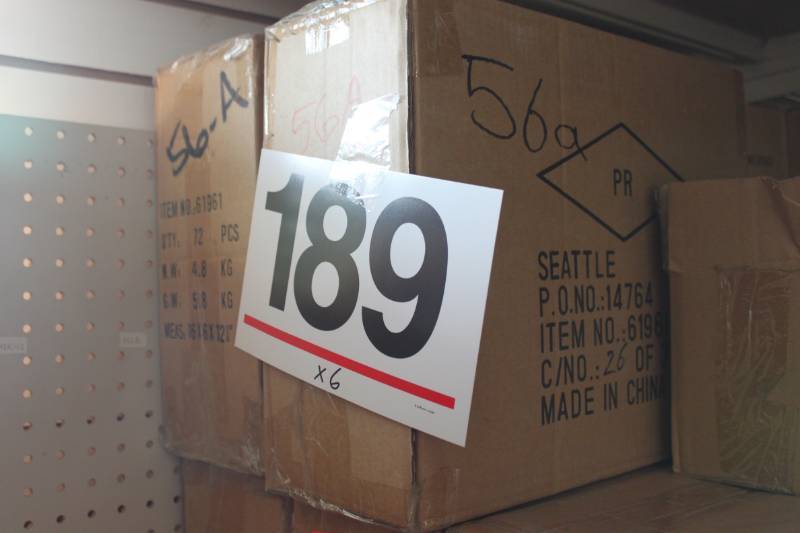 56-A
ITEM NO.:61961
QTY: 72 PCS
N.W.: 4.8 KG
G.W.: 5.8 KG
56A
189
x6
56a
PR
SEATTLE
P.O.NO.:14764
ITEM NO.:6196
C/NO.: 26 OF
MADE IN CHINA